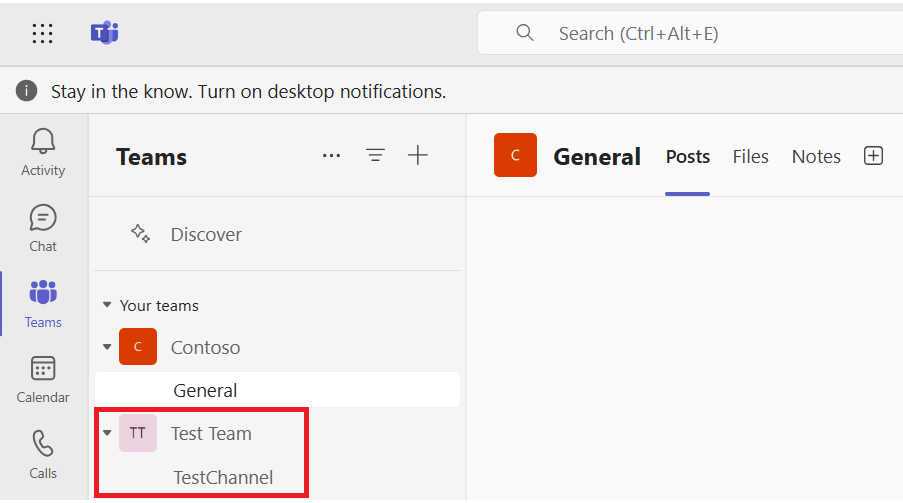 T
Search (Ctrl+Alt+E)
Stay in the know. Turn on desktop notifications.
Activity
Chat
Teams
Calendar
Calls
Teams
Discover
Your teams
C
Contoso
General
TT
Test Team
TestChannel
C
General
Posts
Files
Notes